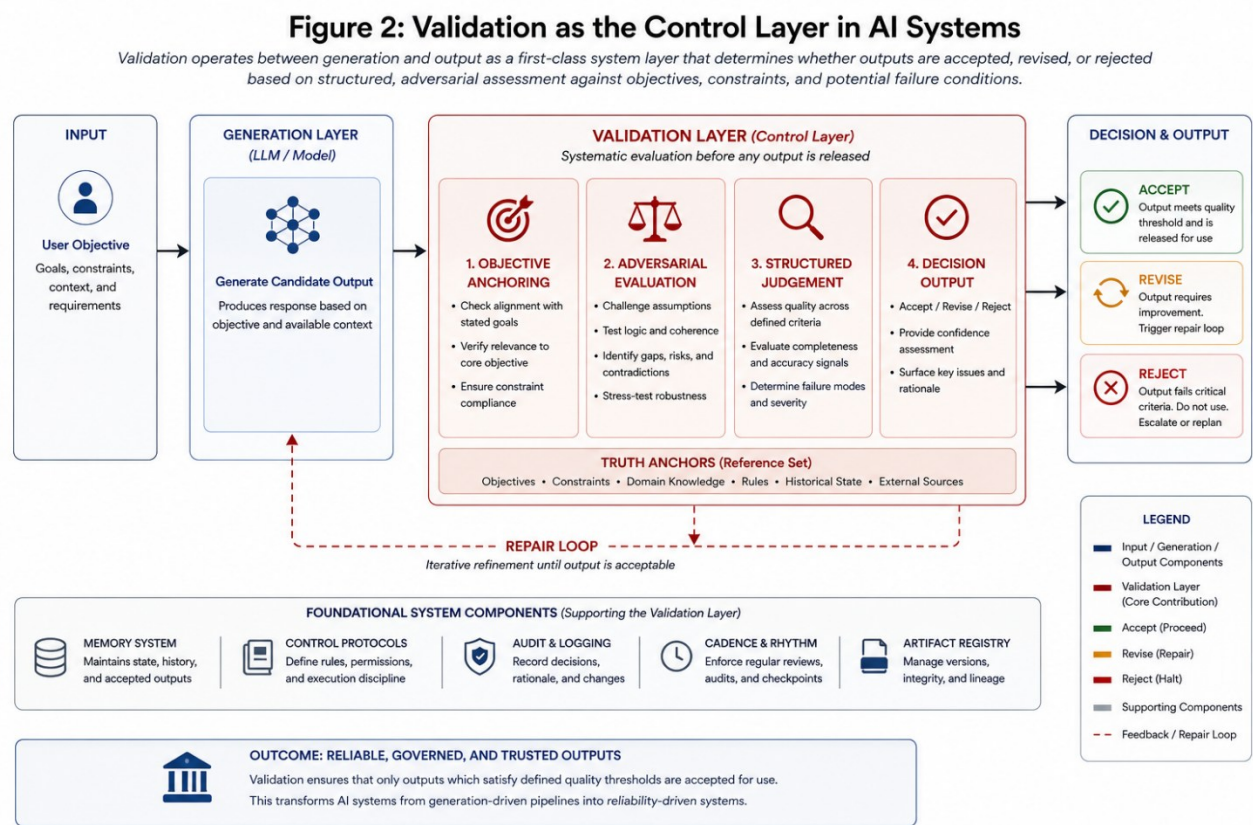 Figure 2: Validation as the Control Layer in AI Systems
Validation operates between generation and output as a first-class system layer that determines whether outputs are accepted, revised, or rejected
based on structured, adversarial assessment against objectives, constraints, and potential failure conditions.
INPUT
User Objective
Goals, constraints,
context, and
requirements
GENERATION LAYER
(LLM / Model)
Generate Candidate Output
Produces response based on
objective and available context
VALIDATION LAYER (Control Layer)
Systematic evaluation before any output is released
1. OBJECTIVE
ANCHORING
• Check alignment with
stated goals
• Verify relevance to
core objective
• Ensure constraint
compliance
2. ADVERSARIAL
EVALUATION
• Challenge assumptions
• Test logic and coherence
• Identify gaps, risks, and
contradictions
• Stress-test robustness
3. STRUCTURED
JUDGEMENT
• Assess quality across
defined criteria
• Evaluate completeness
and accuracy signals
• Determine failure modes
and severity
4. DECISION
OUTPUT
• Accept / Revise / Reject
• Provide confidence
assessment
• Surface key issues and
rationale
TRUTH ANCHORS (Reference Set)
Objectives • Constraints • Domain Knowledge • Rules • Historical State • External Sources
DECISION & OUTPUT
ACCEPT
Output meets quality
threshold and is
released for use
REVISE
Output requires
improvement.
Trigger repair loop
REJECT
Output fails critical
criteria. Do not use.
Escalate or replan
REPAIR LOOP
Iterative refinement until output is acceptable
LEGEND
Input / Generation /
Output Components
Validation Layer
(Core Contribution)
Accept (Proceed)
Revise (Repair)
Reject (Halt)
Supporting Components
Feedback / Repair Loop
FOUNDATIONAL SYSTEM COMPONENTS (Supporting the Validation Layer)
MEMORY SYSTEM
Maintains state, history,
and accepted outputs
CONTROL PROTOCOLS
Define rules, permissions,
and execution discipline
AUDIT & LOGGING
Record decisions,
rationale, and changes
CADENCE & RHYTHM
Enforce regular reviews,
audits, and checkpoints
ARTIFACT REGISTRY
Manage versions,
integrity, and lineage
OUTCOME: RELIABLE, GOVERNED, AND TRUSTED OUTPUTS
Validation ensures that only outputs which satisfy defined quality thresholds are accepted for use.
This transforms AI systems from generation-driven pipelines into reliability-driven systems.